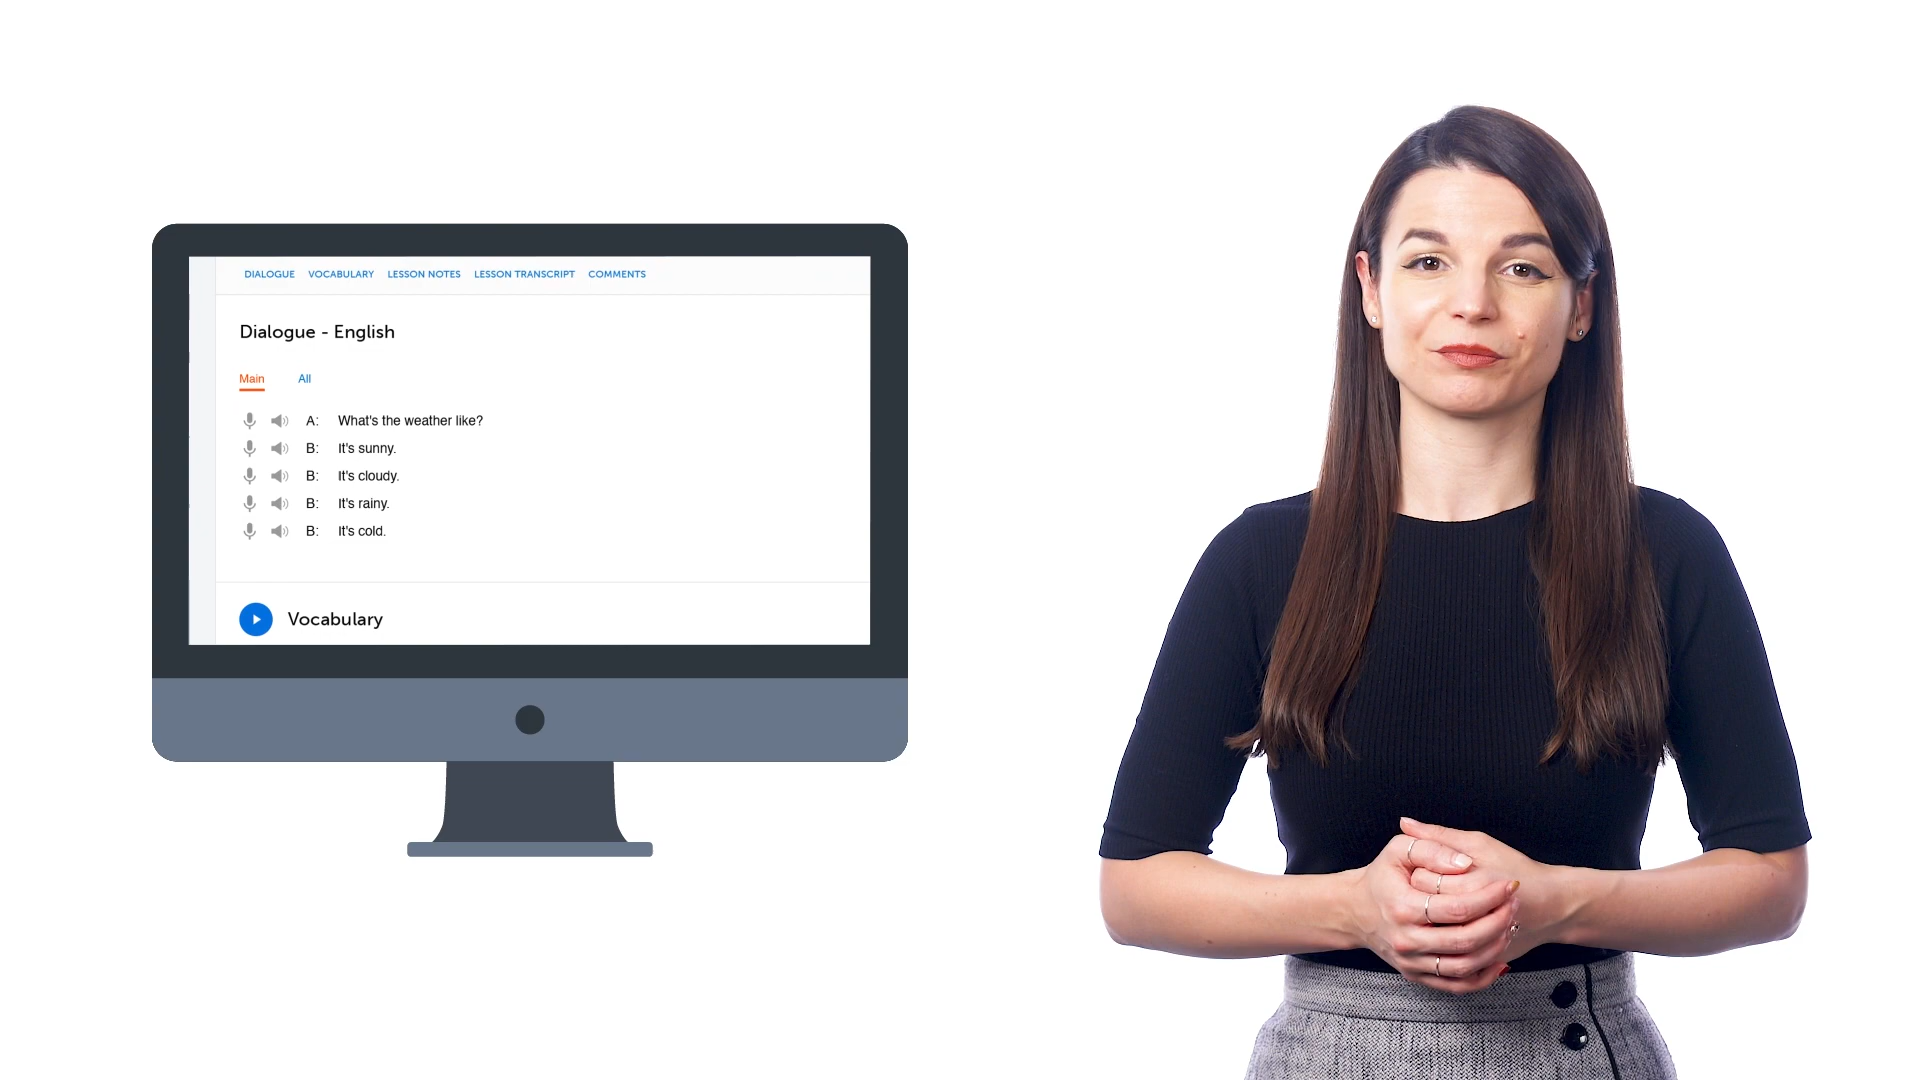 DIALOGUE VOCABULARY LESSON NOTES LESSON TRANSCRIPT COMMENTS
Dialogue - English
Main All
A: What's the weather like?
B: It's sunny.
B: It's cloudy.
B: It's rainy.
B: It's cold.
Vocabulary